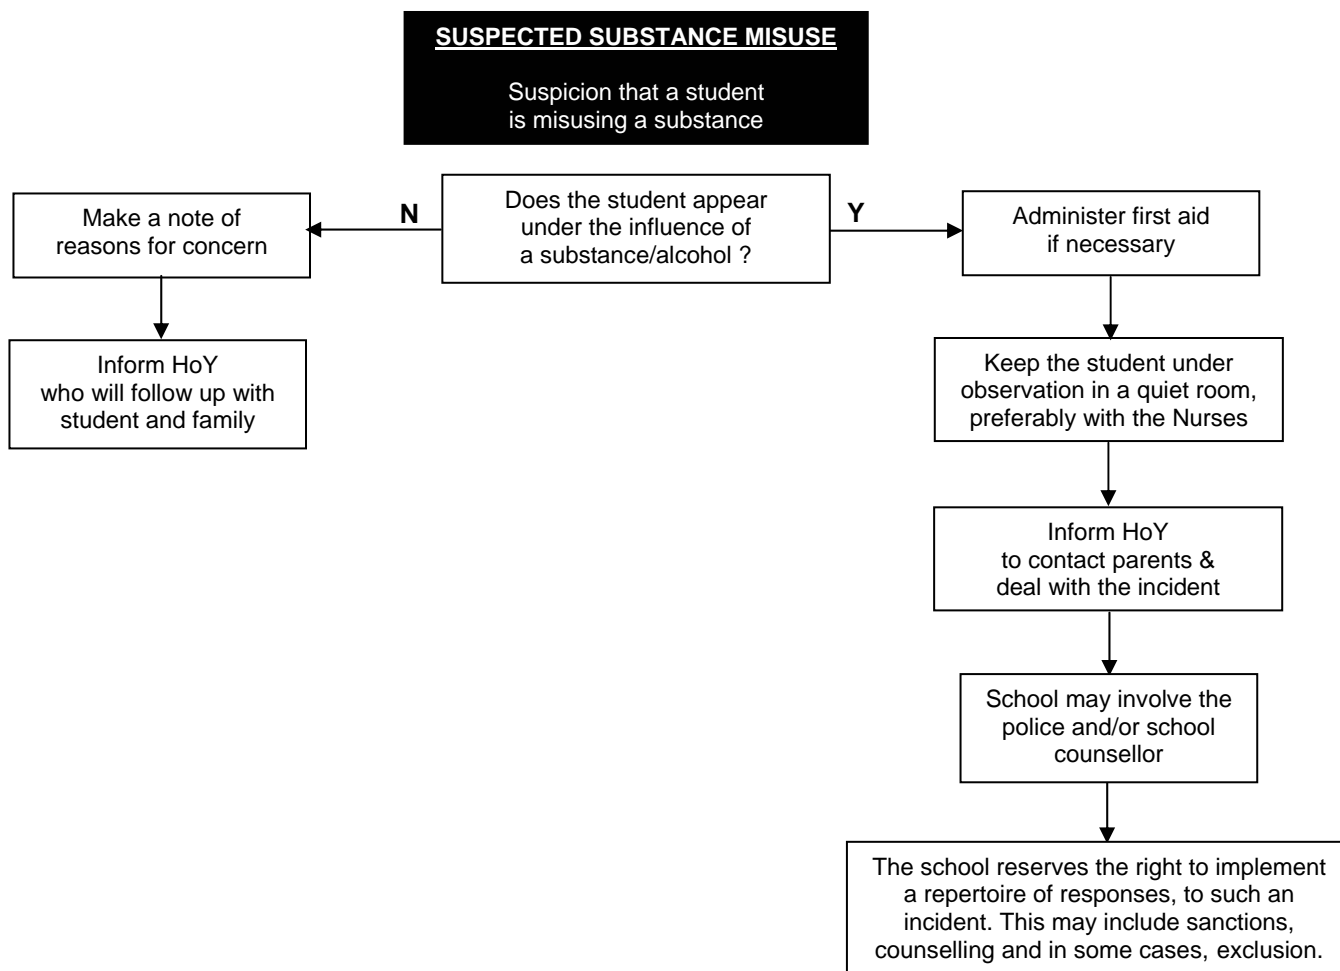 SUSPECTED SUBSTANCE MISUSE
Suspicion that a student
is misusing a substance
Does the student appear
under the influence of
a substance/alcohol ?
N
Make a note of
reasons for concern
Inform HoY
who will follow up with
student and family
Y
Administer first aid
if necessary
Keep the student under
observation in a quiet room,
preferably with the Nurses
Inform HoY
to contact parents &
deal with the incident
School may involve the
police and/or school
counsellor
The school reserves the right to implement
a repertoire of responses, to such an
incident. This may include sanctions,
counselling and in some cases, exclusion.